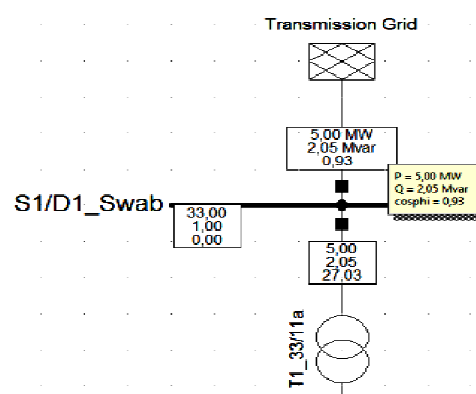 Transmission Grid
5,00 MW
2,05 Mvar
0,93
P = 5,00 MW
Q = 2,05 Mvar
cosphi = 0,93
S1/D1_Swab
33,00
1,00
0,00
5,00
2,05
27,03
T1_33/11a